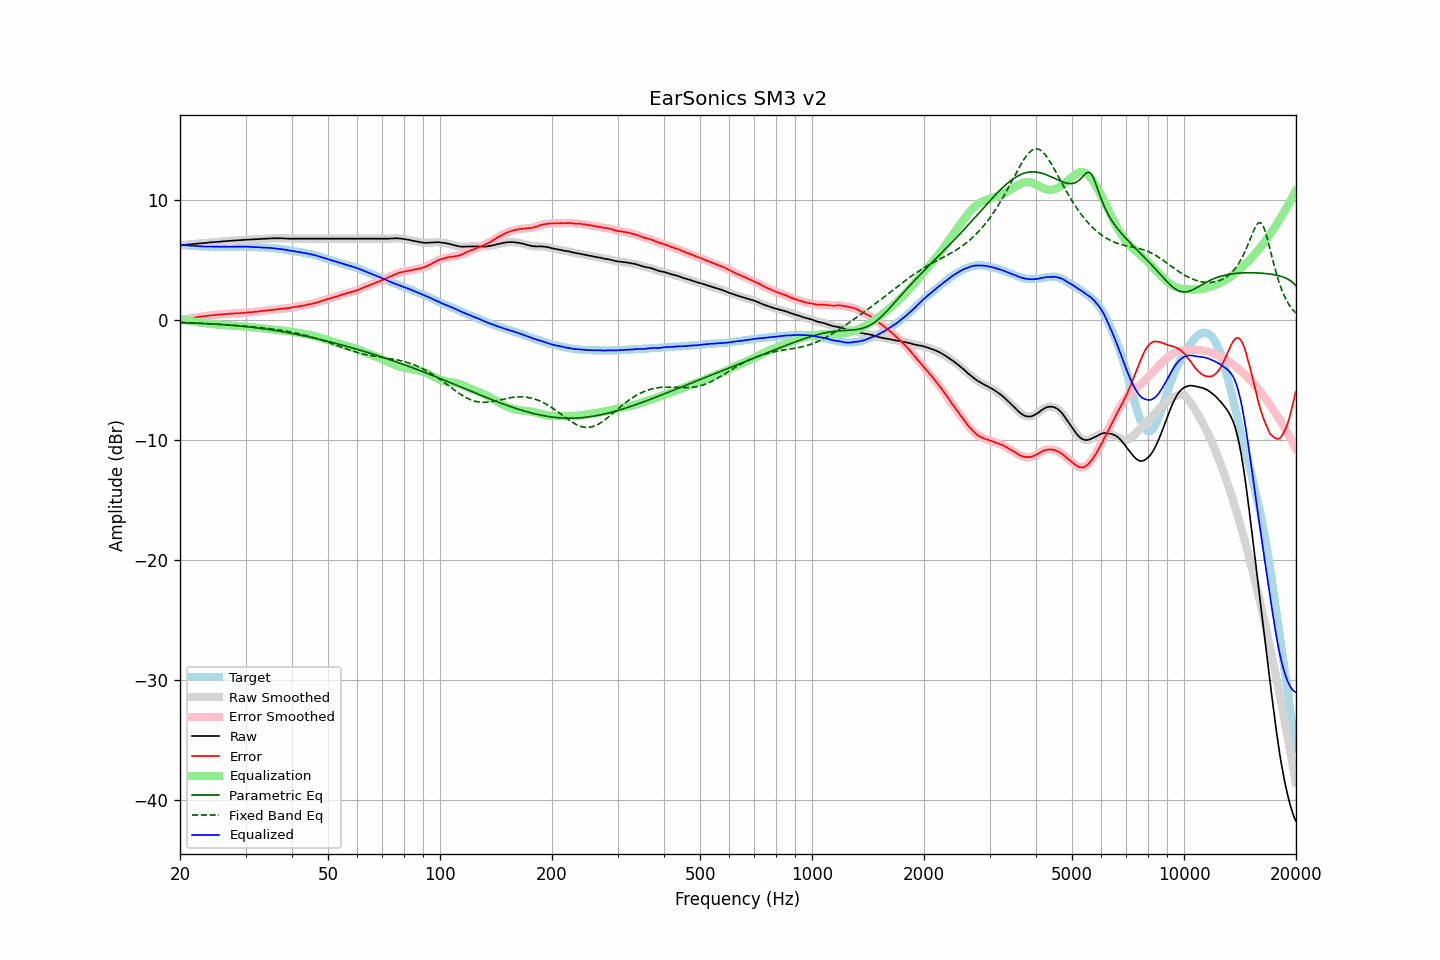 EarSonics SM3 v2
Amplitude (dBr)
10
0
−10
−20
−30
−40
Target
Raw Smoothed
Error Smoothed
Raw
Error
Equalization
Parametric Eq
Fixed Band Eq
Equalized
20 50 100 200 500 1000 2000 5000 10000 20000
Frequency (Hz)